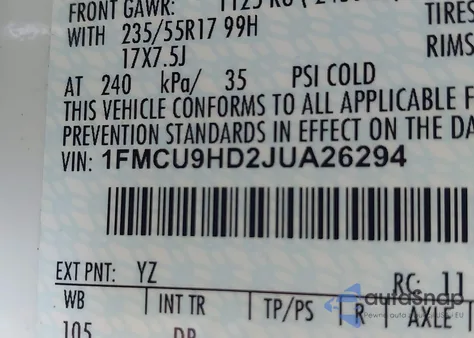 FRONT GAWR:
WITH 235/55R17 99H
TIRES
17X7.5J
RIMS
AT 240 kPa/ 35 PSI COLD
THIS VEHICLE CONFORMS TO ALL APPLICABLE F
PREVENTION STANDARDS IN EFFECT ON THE DA
VIN: 1FMCU9HD2JUA26294
EXT PNT: YZ
RC: 11
WB INT TR TP/PS R AXLE
105
autoSnap